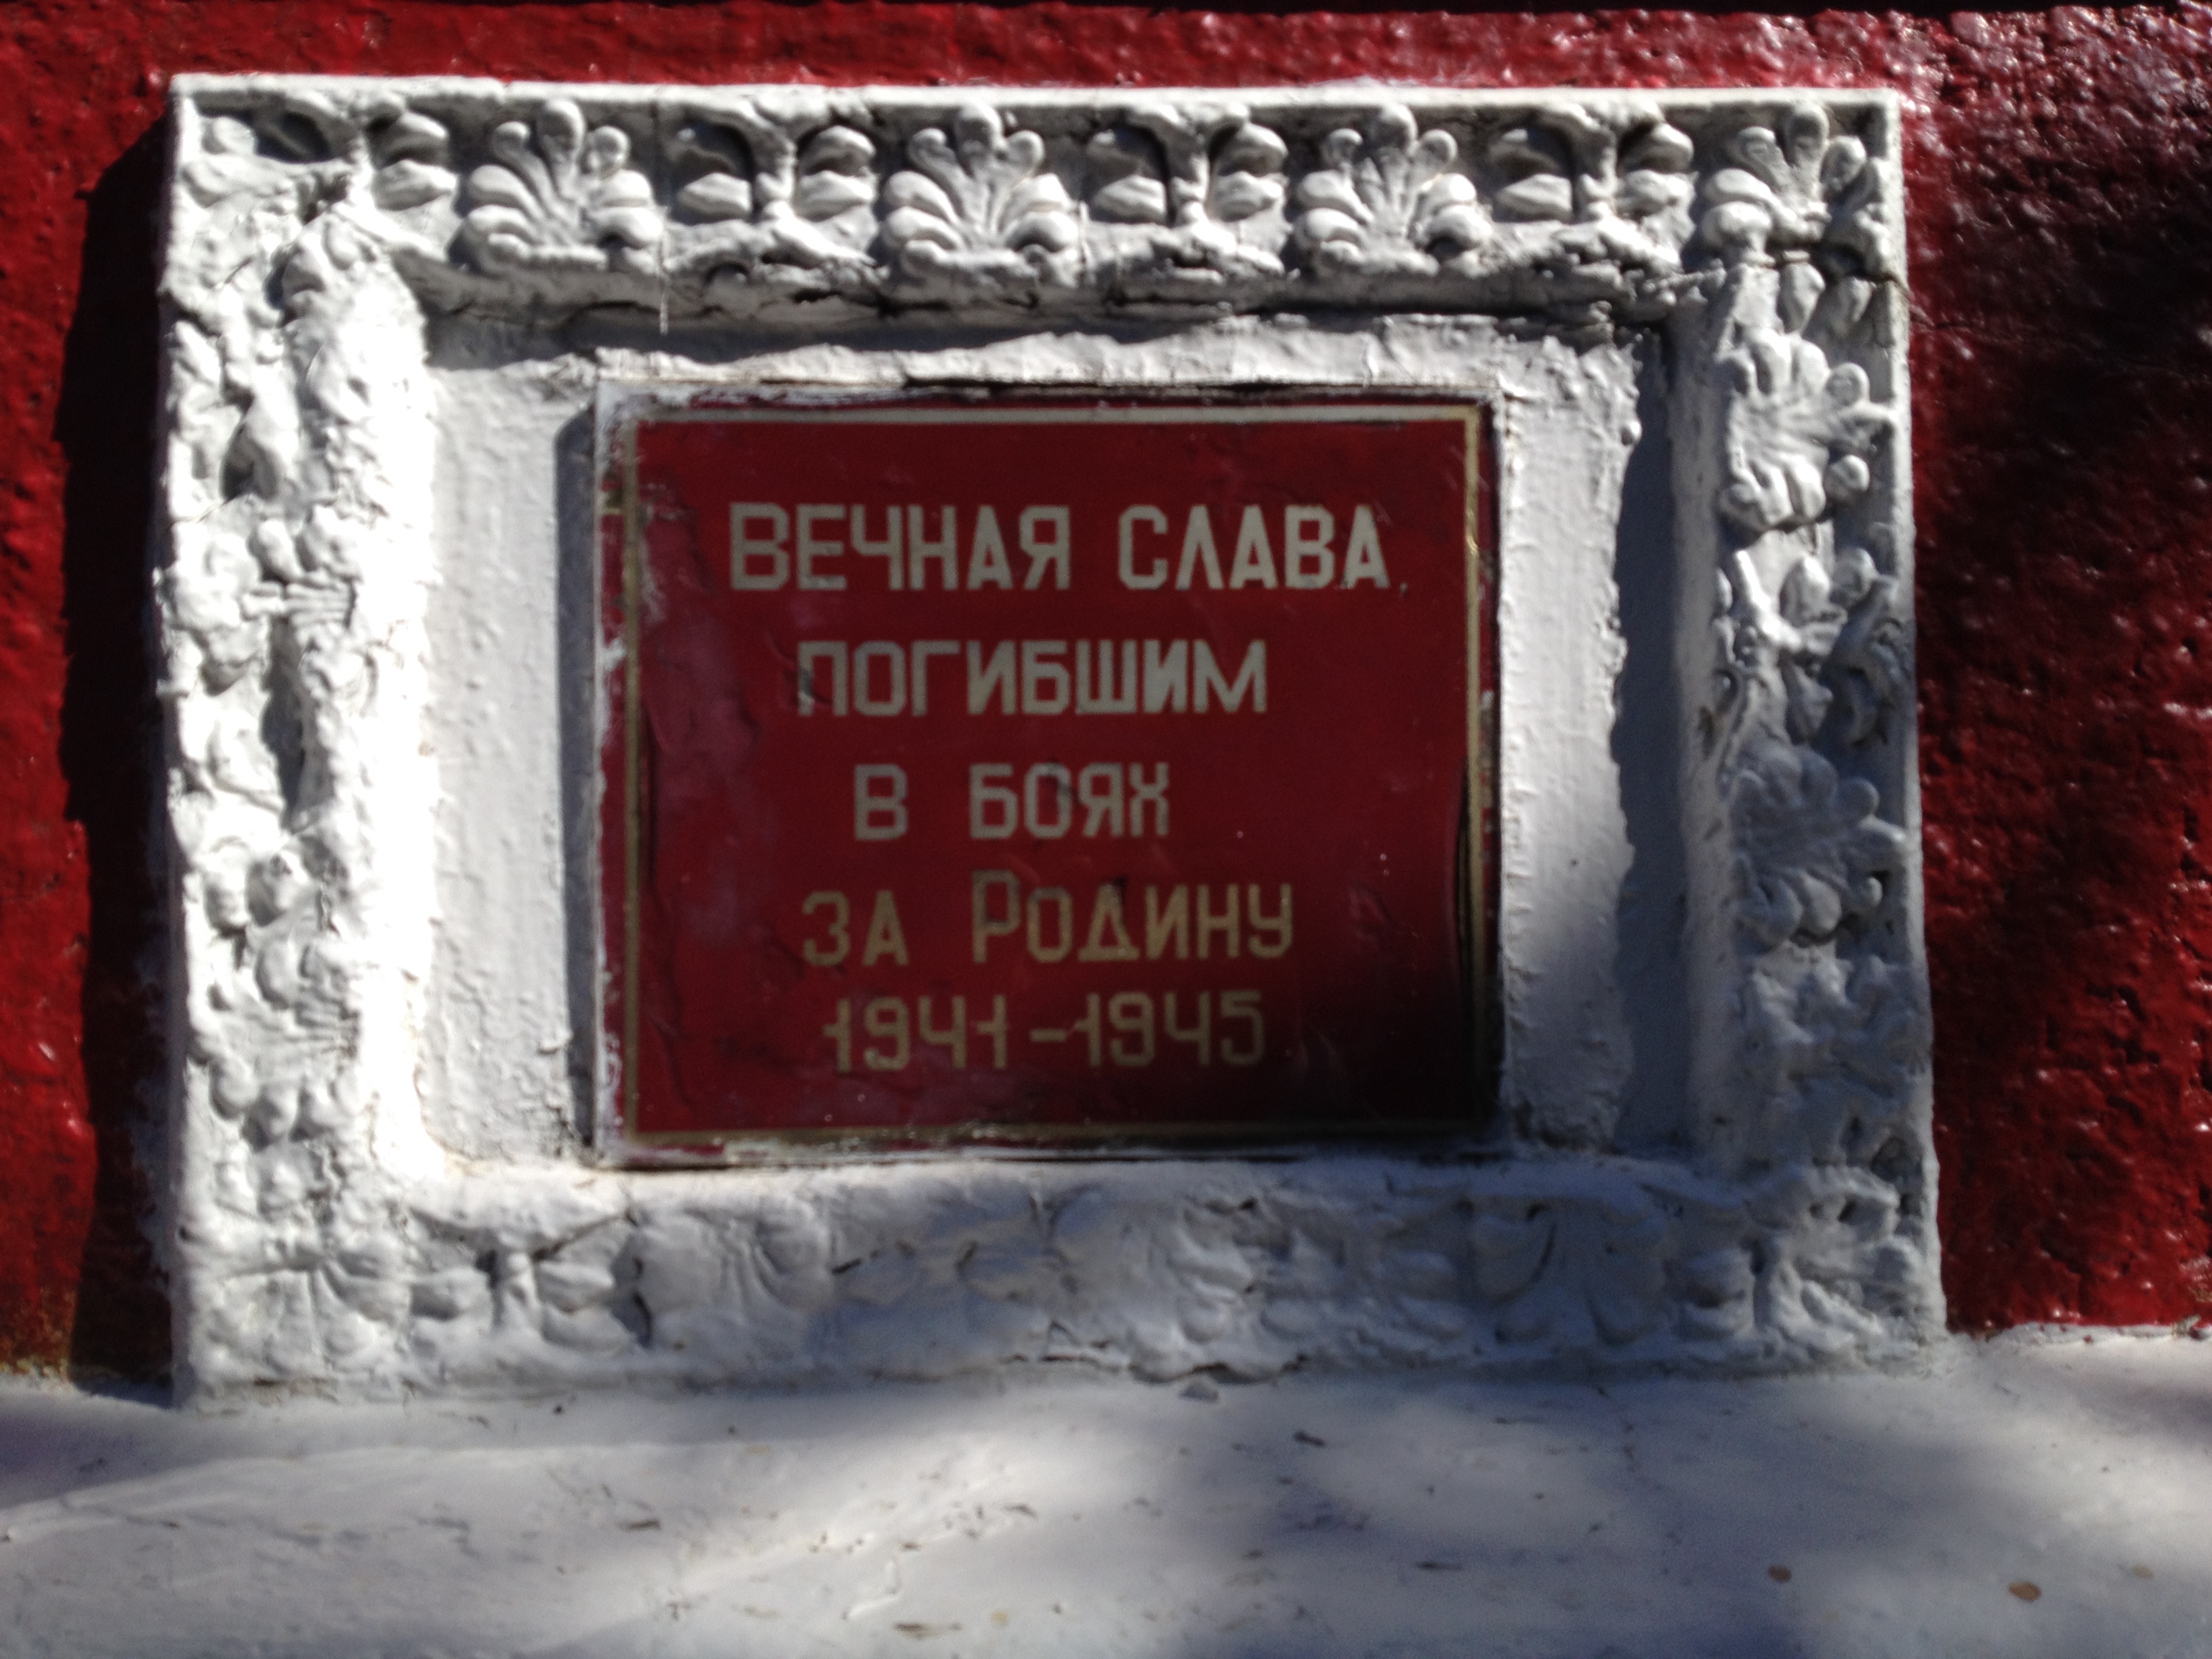 ВЕЧНАЯ СЛАВА
ПОГИБШИМ
В БОЯХ
ЗА РОДИНУ
1941-1945